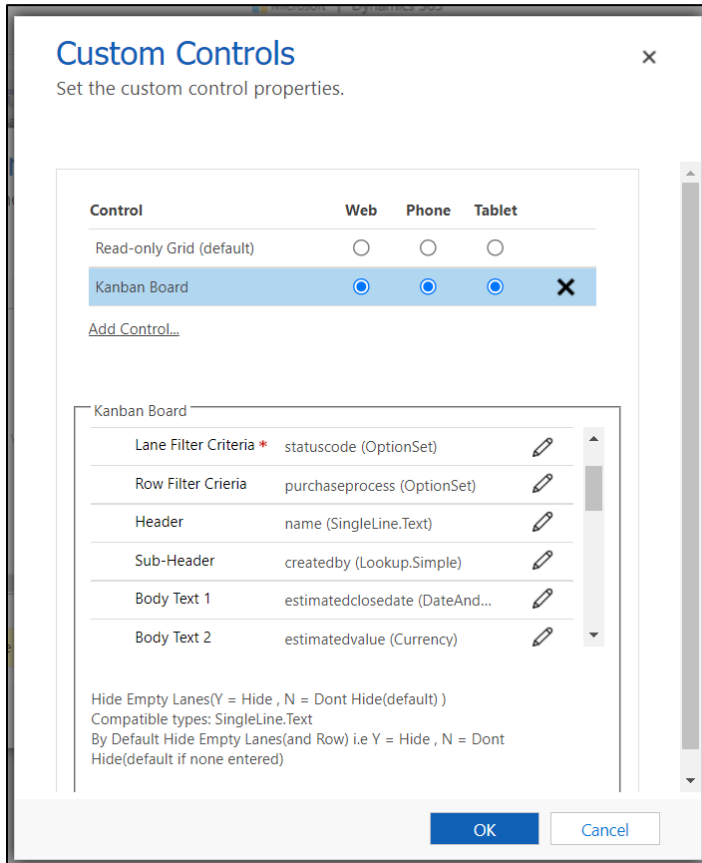 Microsoft | Dynamics 365
Custom Controls
Set the custom control properties.
Control Web Phone Tablet
Read-only Grid (default)
Kanban Board
Add Control...
Kanban Board
Lane Filter Criteria * statuscode (OptionSet)
Row Filter Crieria purchaseprocess (OptionSet)
Header name (SingleLine.Text)
Sub-Header createdby (Lookup.Simple)
Body Text 1 estimatedclosedate (DateAnd...
Body Text 2 estimatedvalue (Currency)
Hide Empty Lanes(Y = Hide , N = Dont Hide(default) )
Compatible types: SingleLine.Text
By Default Hide Empty Lanes(and Row) i.e Y = Hide , N = Dont
Hide(default if none entered)
OK Cancel